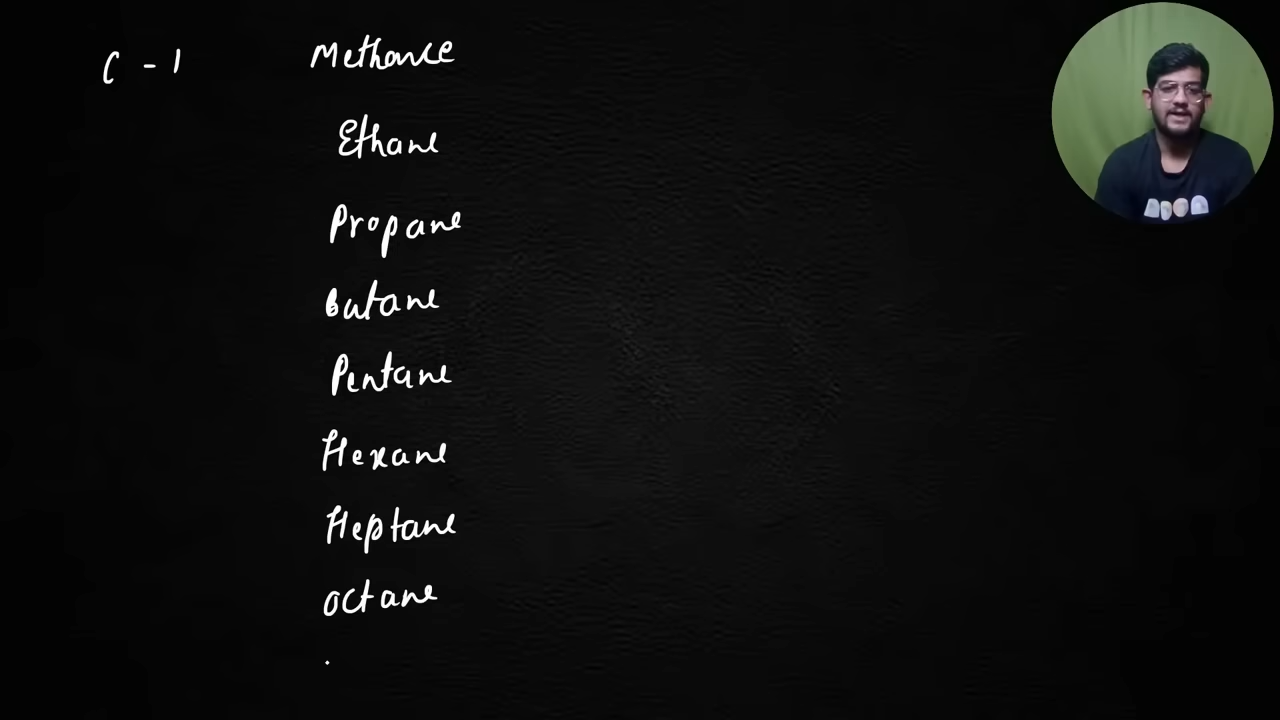 C - 1 Methane
Ethane
Propane
Butane
Pentane
Hexane
Heptane
Octane